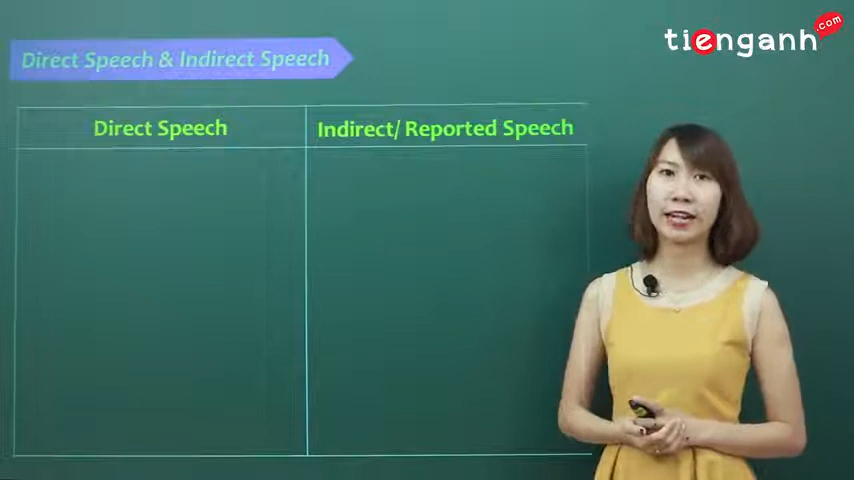 tienganh.com
Direct Speech & Indirect Speech
Direct Speech
Indirect/ Reported Speech